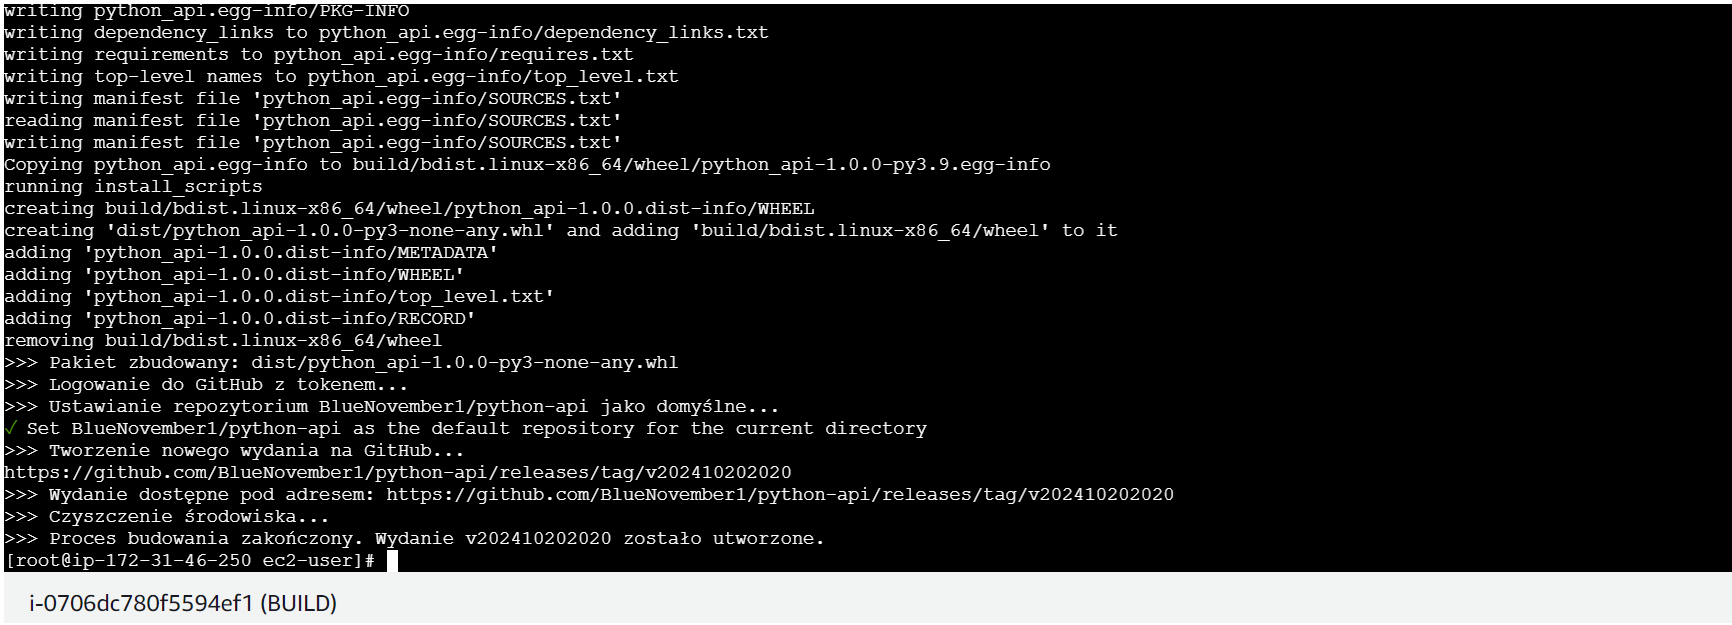 writing python_api.egg-info/PKG-INFO
writing dependency_links to python_api.egg-info/dependency_links.txt
writing requirements to python_api.egg-info/requires.txt
writing top-level names to python_api.egg-info/top_level.txt
writing manifest file 'python_api.egg-info/SOURCES.txt'
reading manifest file 'python_api.egg-info/SOURCES.txt'
writing manifest file 'python_api.egg-info/SOURCES.txt'
Copying python_api.egg-info to build/bdist.linux-x86_64/wheel/python_api-1.0.0-py3.9.egg-info
running install_scripts
creating build/bdist.linux-x86_64/wheel/python_api-1.0.0.dist-info/WHEEL
creating 'dist/python_api-1.0.0-py3-none-any.whl' and adding 'build/bdist.linux-x86_64/wheel' to it
adding 'python_api-1.0.0.dist-info/METADATA'
adding 'python_api-1.0.0.dist-info/WHEEL'
adding 'python_api-1.0.0.dist-info/top_level.txt'
adding 'python_api-1.0.0.dist-info/RECORD'
removing build/bdist.linux-x86_64/wheel
>>> Pakiet zbudowany: dist/python_api-1.0.0-py3-none-any.whl
>>> Logowanie do GitHub z tokenem...
>>> Ustawianie repozytorium BlueNovember1/python-api jako domyślne...
✓ Set BlueNovember1/python-api as the default repository for the current directory
>>> Tworzenie nowego wydania na GitHub...
https://github.com/BlueNovember1/python-api/releases/tag/v202410202020
>>> Wydanie dostępne pod adresem: https://github.com/BlueNovember1/python-api/releases/tag/v202410202020
>>> Czyszczenie środowiska...
>>> Proces budowania zakończony. Wydanie v202410202020 zostało utworzone.
[root@ip-172-31-46-250 ec2-user]#
i-0706dc780f5594ef1 (BUILD)